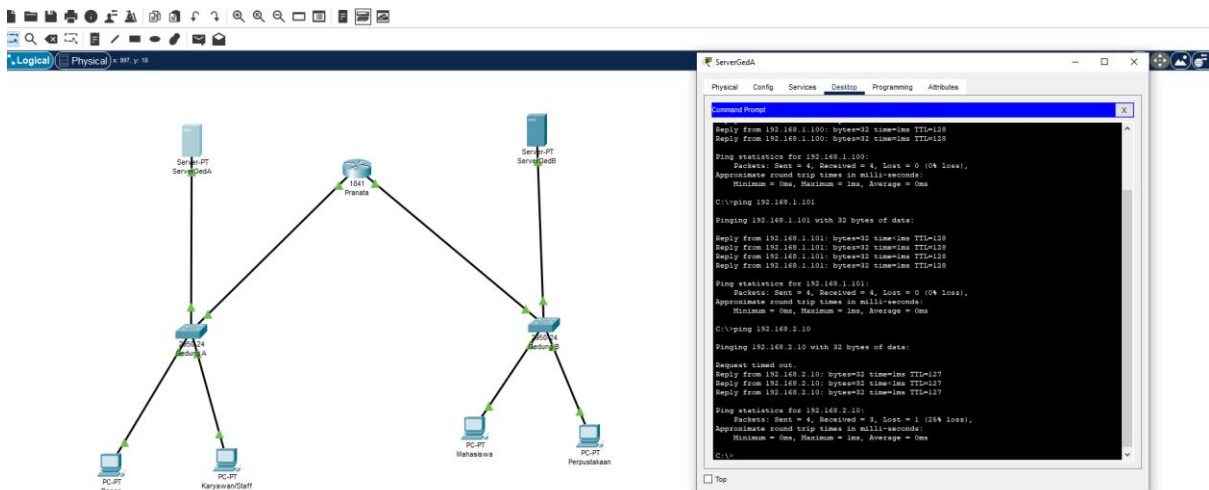 Logical
Physical
x: 997, y: 18
Server-PT
ServerGedA
1841
Pranata
Server-PT
ServerGedB
2950-24
Gedung A
2950-24
Gedung B
PC-PT
PC-PT
Karyawan/Staff
PC-PT
Mahasiswa
PC-PT
Perpustakaan
ServerGedA
Physical Config Services Desktop Programming Attributes
Command Prompt X
Reply from 192.168.1.100: bytes=32 time=1ms TTL=128
Reply from 192.168.1.100: bytes=32 time=1ms TTL=128
Ping statistics for 192.168.1.100:
Packets: Sent = 4, Received = 4, Lost = 0 (0% loss),
Approximate round trip times in milli-seconds:
Minimum = 0ms, Maximum = 1ms, Average = 0ms
C:\>ping 192.168.1.101
Pinging 192.168.1.101 with 32 bytes of data:
Reply from 192.168.1.101: bytes=32 time<1ms TTL=128
Reply from 192.168.1.101: bytes=32 time=1ms TTL=128
Reply from 192.168.1.101: bytes=32 time=1ms TTL=128
Reply from 192.168.1.101: bytes=32 time=1ms TTL=128
Ping statistics for 192.168.1.101:
Packets: Sent = 4, Received = 4, Lost = 0 (0% loss),
Approximate round trip times in milli-seconds:
Minimum = 0ms, Maximum = 1ms, Average = 0ms
C:\>ping 192.168.2.10
Pinging 192.168.2.10 with 32 bytes of data:
Request timed out.
Reply from 192.168.2.10: bytes=32 time=1ms TTL=127
Reply from 192.168.2.10: bytes=32 time<1ms TTL=127
Reply from 192.168.2.10: bytes=32 time=1ms TTL=127
Ping statistics for 192.168.2.10:
Packets: Sent = 4, Received = 3, Lost = 1 (25% loss),
Approximate round trip times in milli-seconds:
Minimum = 0ms, Maximum = 1ms, Average = 0ms
C:\>
Top